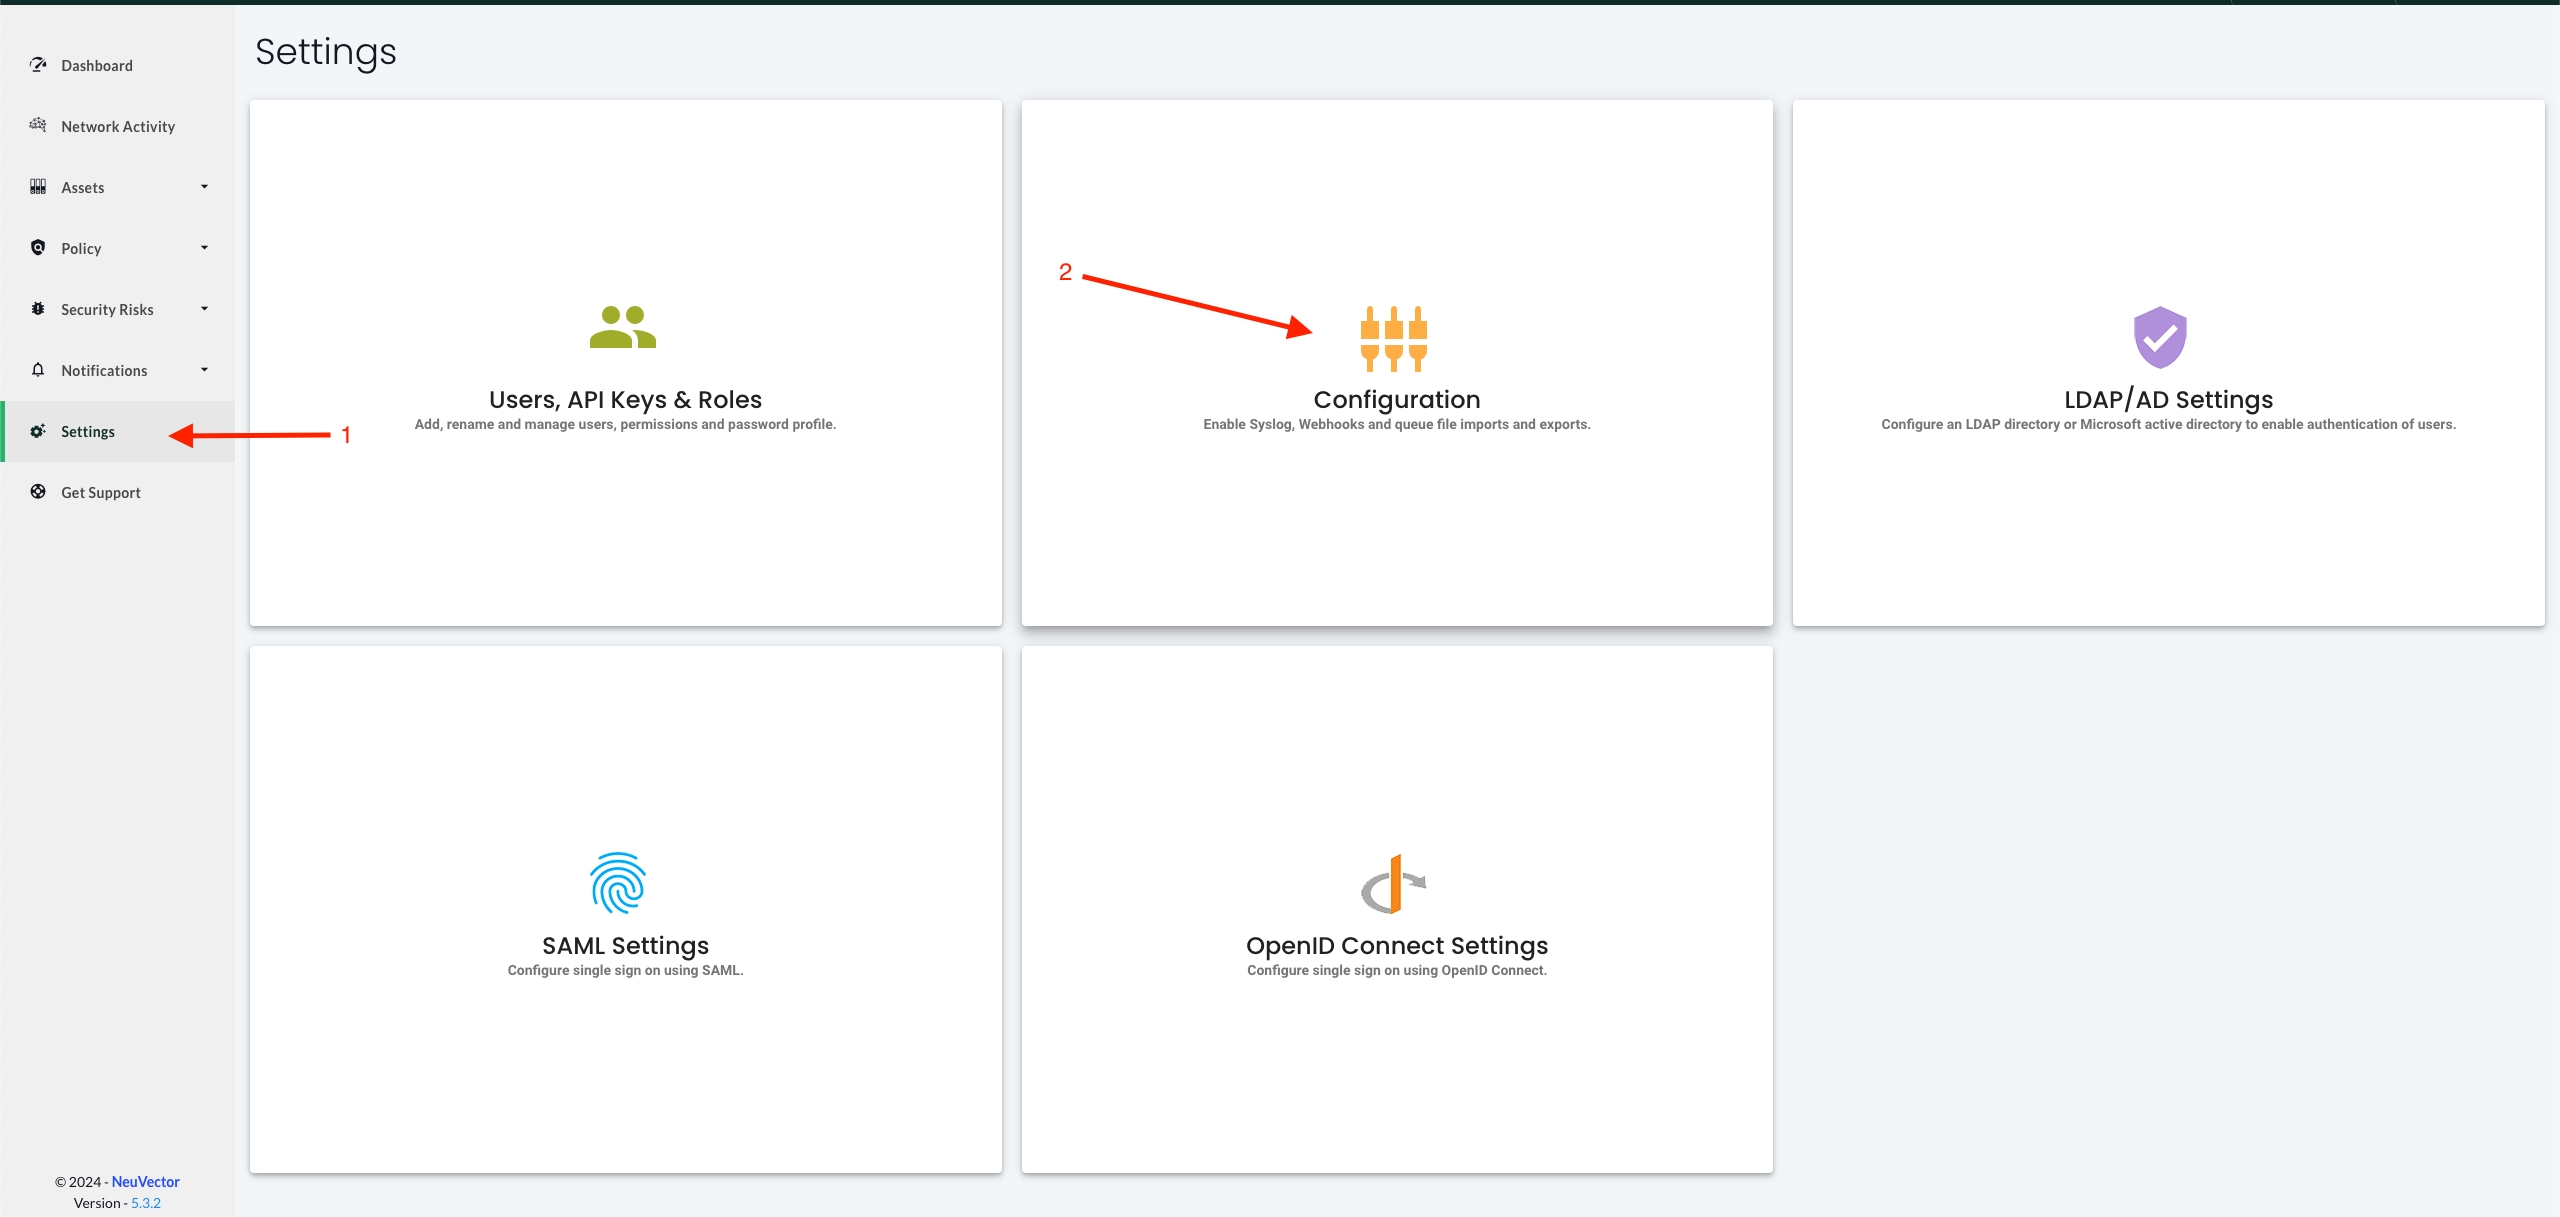 Settings
Dashboard
Network Activity
Assets
Policy
Security Risks
Notifications
Settings
Get Support
1
2
Users, API Keys & Roles
Add, rename and manage users, permissions and password profile.
Configuration
Enable Syslog, Webhooks and queue file imports and exports.
LDAP/AD Settings
Configure an LDAP directory or Microsoft active directory to enable authentication of users.
SAML Settings
Configure single sign on using SAML.
OpenID Connect Settings
Configure single sign on using OpenID Connect.
© 2024 - NeuVector
Version - 5.3.2